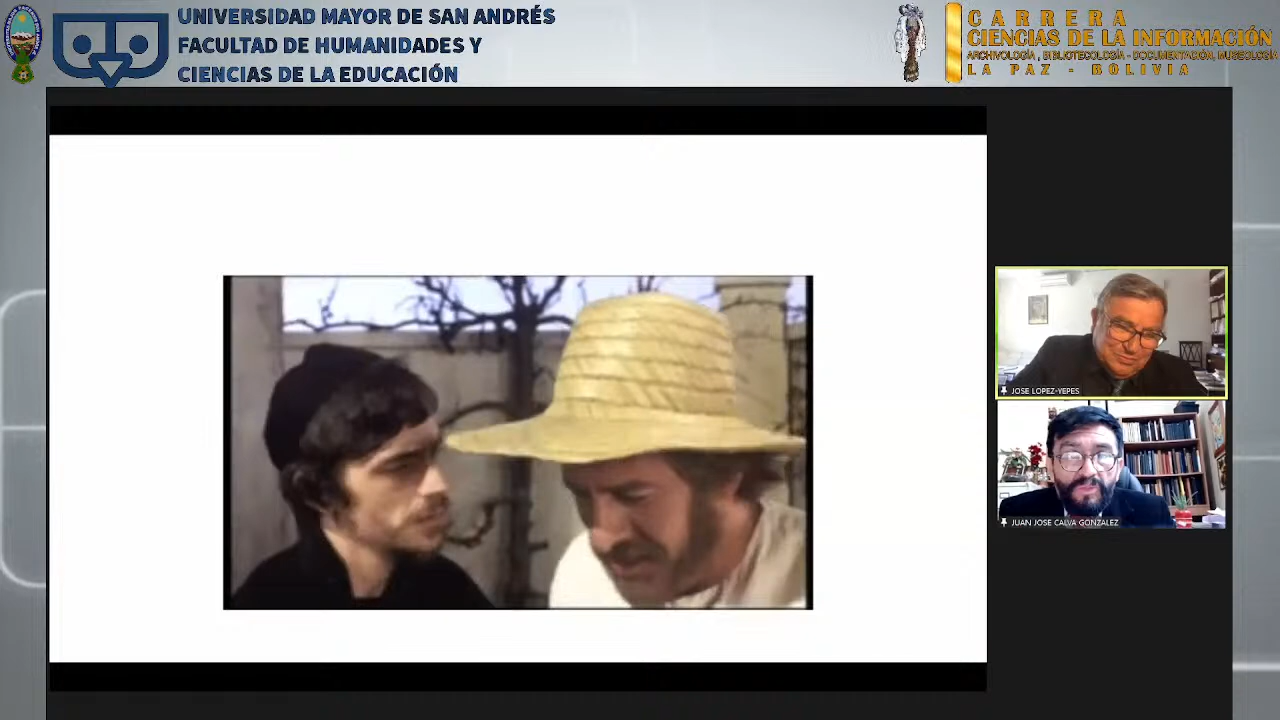 UNIVERSIDAD MAYOR DE SAN ANDRÉS
FACULTAD DE HUMANIDADES Y
CIENCIAS DE LA EDUCACIÓN
CARRERA
CIENCIAS DE LA INFORMACIÓN
ARCHIVOLOGÍA , BIBLIOTECOLOGÍA - DOCUMENTACIÓN, MUSEOLOGÍA
LA PAZ - BOLIVIA
JOSE LOPEZ-YEPES
JUAN JOSE CALVA GONZALEZ